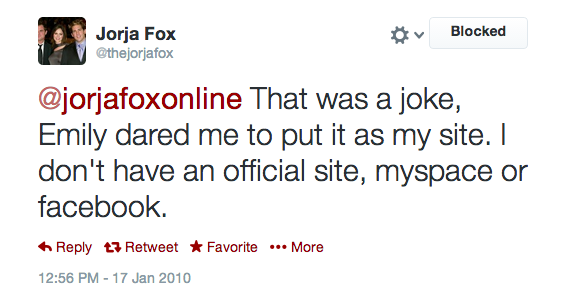 Jorja Fox
@thejorjafox
Blocked
@jorjafoxonline That was a joke,
Emily dared me to put it as my site. I
don't have an official site, myspace or
facebook.
Reply Retweet Favorite More
12:56 PM - 17 Jan 2010